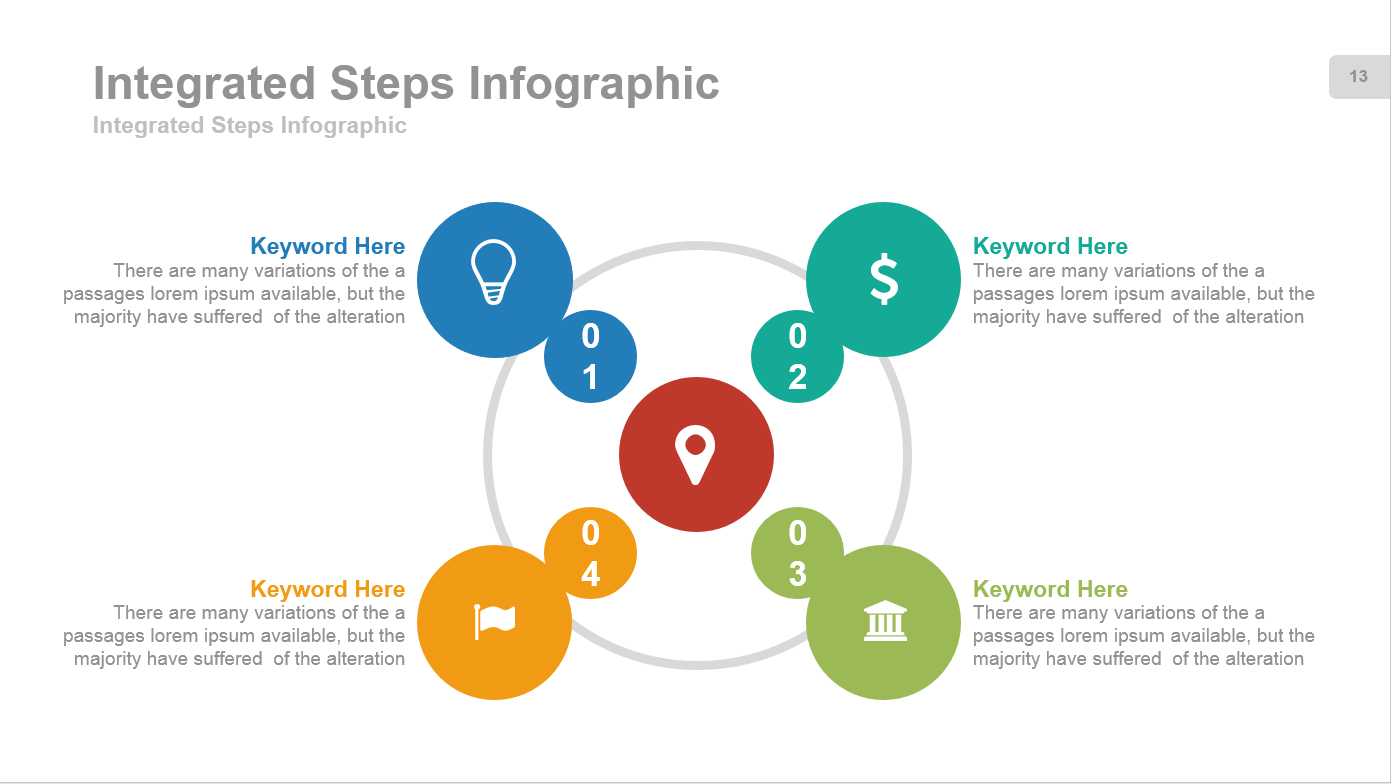 Integrated Steps Infographic
Integrated Steps Infographic
13
Keyword Here
There are many variations of the a
passages lorem ipsum available, but the
majority have suffered  of the alteration
0
1
0
2
Keyword Here
There are many variations of the a
passages lorem ipsum available, but the
majority have suffered  of the alteration
Keyword Here
There are many variations of the a
passages lorem ipsum available, but the
majority have suffered  of the alteration
0
4
0
3
Keyword Here
There are many variations of the a
passages lorem ipsum available, but the
majority have suffered  of the alteration